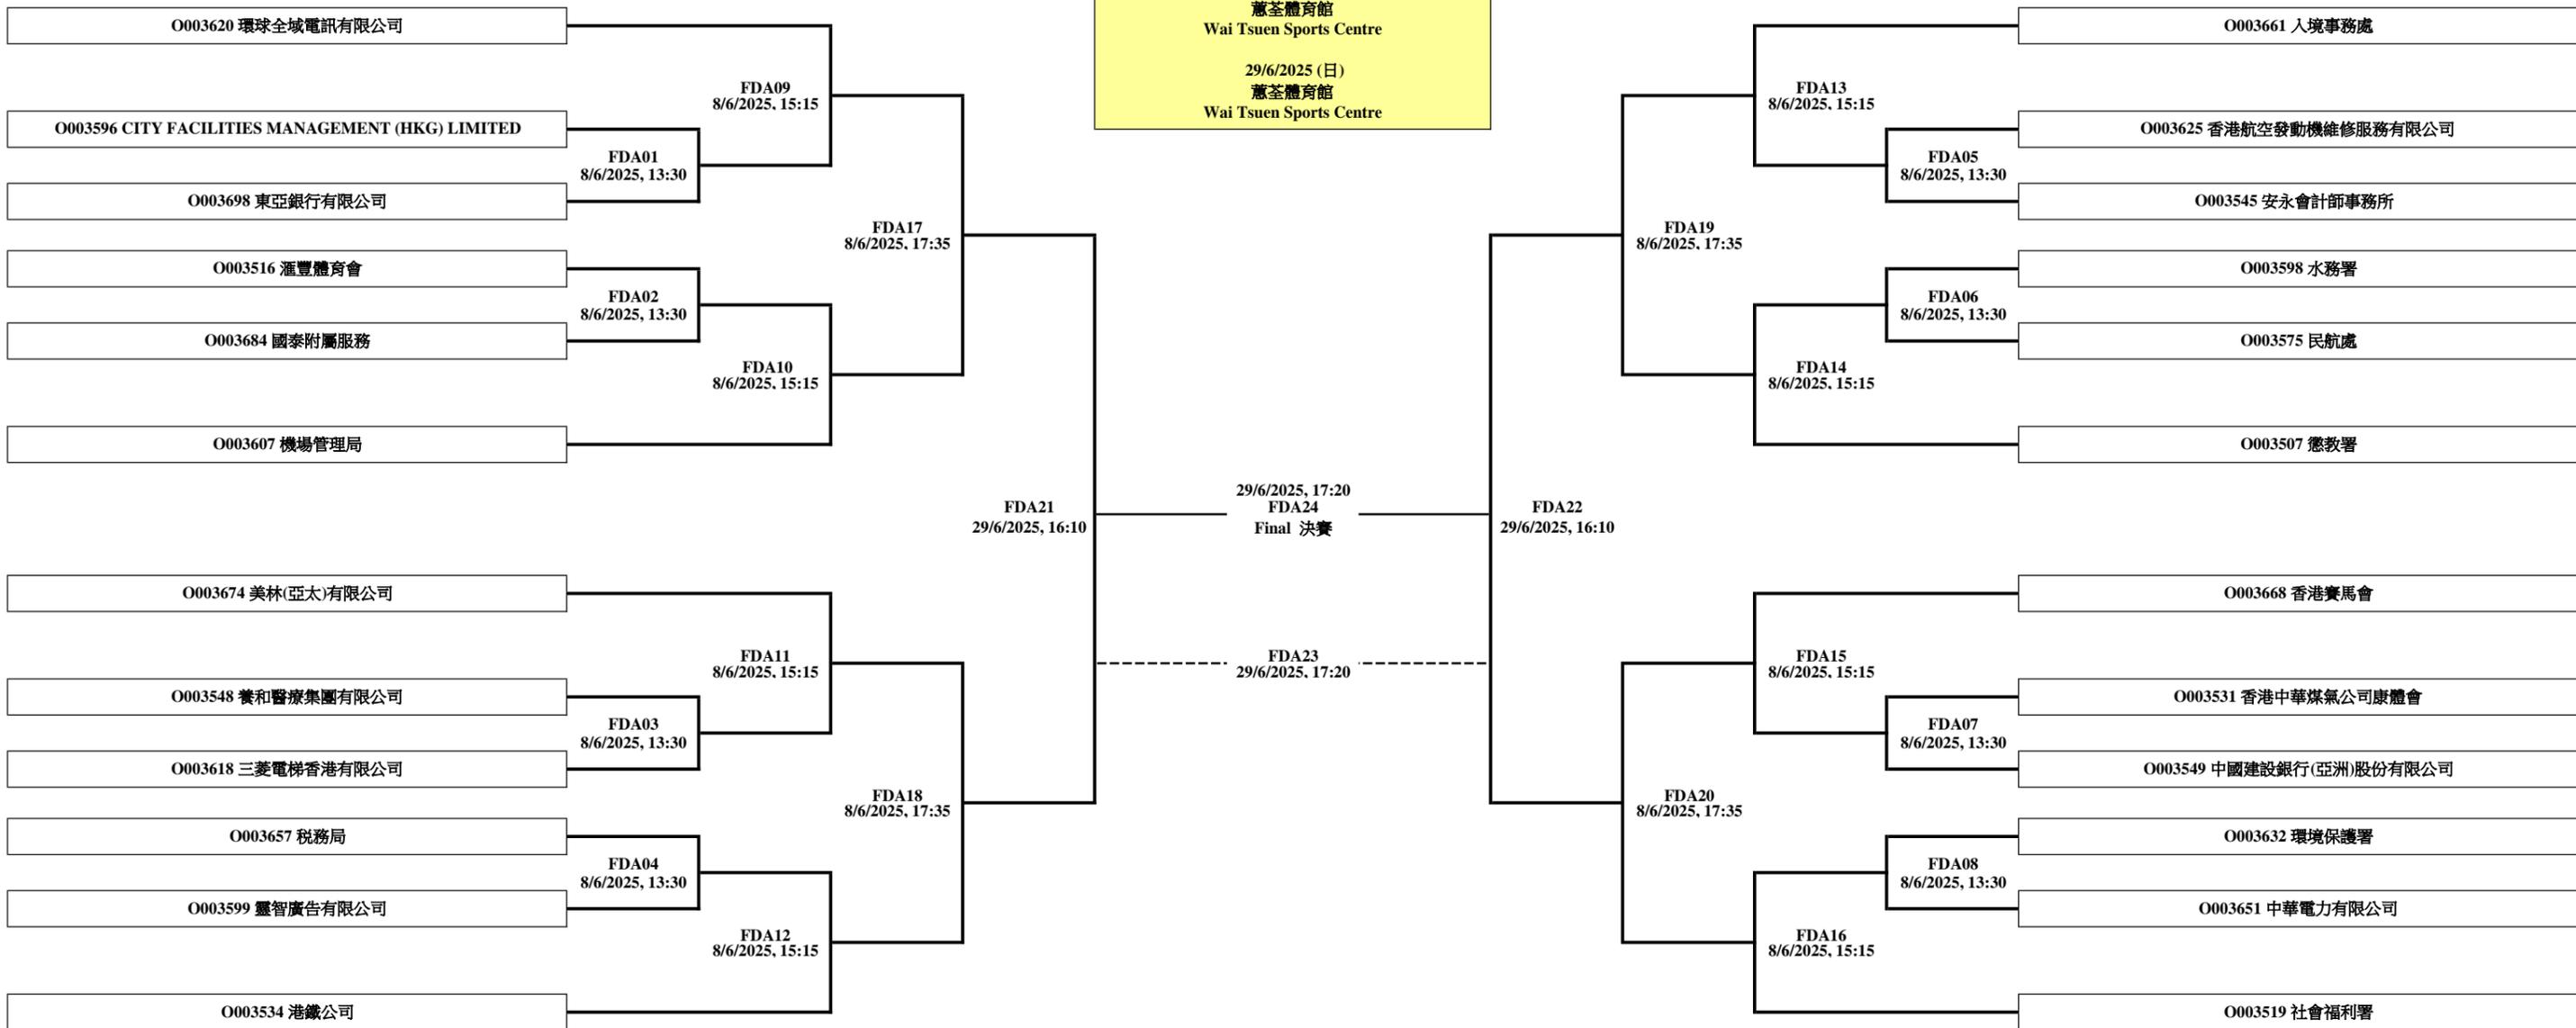 蕙荃體育館
Wai Tsuen Sports Centre
29/6/2025 (日)
蕙荃體育館
Wai Tsuen Sports Centre
O003620 環球全域電訊有限公司
FDA09
8/6/2025, 15:15
O003596 CITY FACILITIES MANAGEMENT (HKG) LIMITED
FDA01
8/6/2025, 13:30
O003698 東亞銀行有限公司
FDA17
8/6/2025, 17:35
O003516 滙豐體育會
FDA02
8/6/2025, 13:30
O003684 國泰附屬服務
FDA10
8/6/2025, 15:15
O003607 機場管理局
FDA21
29/6/2025, 16:10
O003674 美林(亞太)有限公司
FDA11
8/6/2025, 15:15
O003548 養和醫療集團有限公司
FDA03
8/6/2025, 13:30
O003618 三菱電梯香港有限公司
FDA18
8/6/2025, 17:35
O003657 税務局
FDA04
8/6/2025, 13:30
O003599 靈智廣告有限公司
FDA12
8/6/2025, 15:15
O003534 港鐵公司
29/6/2025, 17:20
FDA24
Final 決賽
FDA23
29/6/2025, 17:20
O003661 入境事務處
FDA13
8/6/2025, 15:15
O003625 香港航空發動機維修服務有限公司
FDA05
8/6/2025, 13:30
O003545 安永會計師事務所
FDA19
8/6/2025, 17:35
O003598 水務署
FDA06
8/6/2025, 13:30
O003575 民航處
FDA14
8/6/2025, 15:15
O003507 懲教署
FDA22
29/6/2025, 16:10
O003668 香港賽馬會
FDA15
8/6/2025, 15:15
O003531 香港中華煤氣公司康體會
FDA07
8/6/2025, 13:30
O003549 中國建設銀行(亞洲)股份有限公司
FDA20
8/6/2025, 17:35
O003632 環境保護署
FDA08
8/6/2025, 13:30
O003651 中華電力有限公司
FDA16
8/6/2025, 15:15
O003519 社會福利署